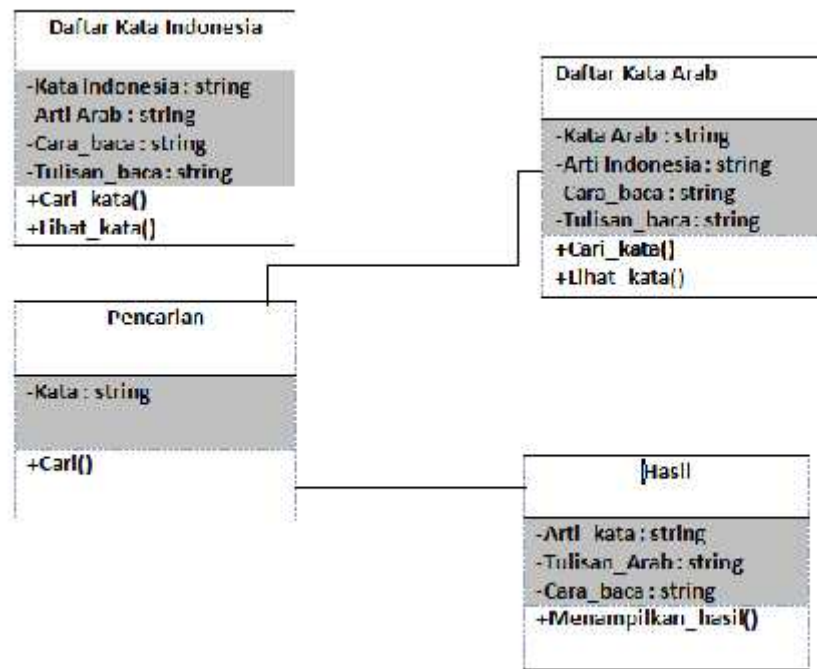 Daftar Kata Indonesia
-Kata Indonesia : string
Arti Arab : string
-Cara_baca : string
-Tulisan_baca : string
+Cari_kata()
+Lihat_kata()
Daftar Kata Arab
-Kata Arab : string
-Arti Indonesia : string
Cara_baca : string
-Tulisan_baca : string
+Cari_kata()
+Lihat_kata()
Pencarian
-Kata : string
+Cari()
Hasil
-Arti_kata : string
-Tulisan_Arab : string
-Cara_baca : string
+Menampilkan_hasil()